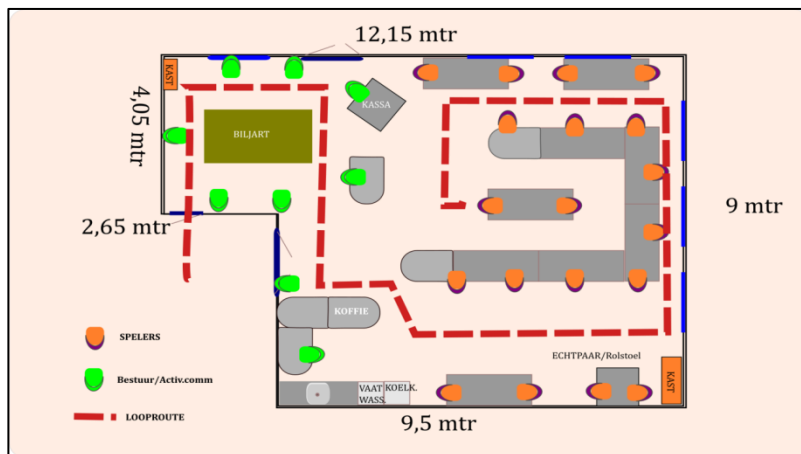 12,15 mtr
KAST
KASSA
4,05 mtr
BILJART
2,65 mtr
9 mtr
KOFFIE
SPELERS
ECHTPAAR/Rolstoel
KAST
Bestuur/Activ.comm
VAAT
WASS.
KOELK.
LOOPROUTE
9,5 mtr